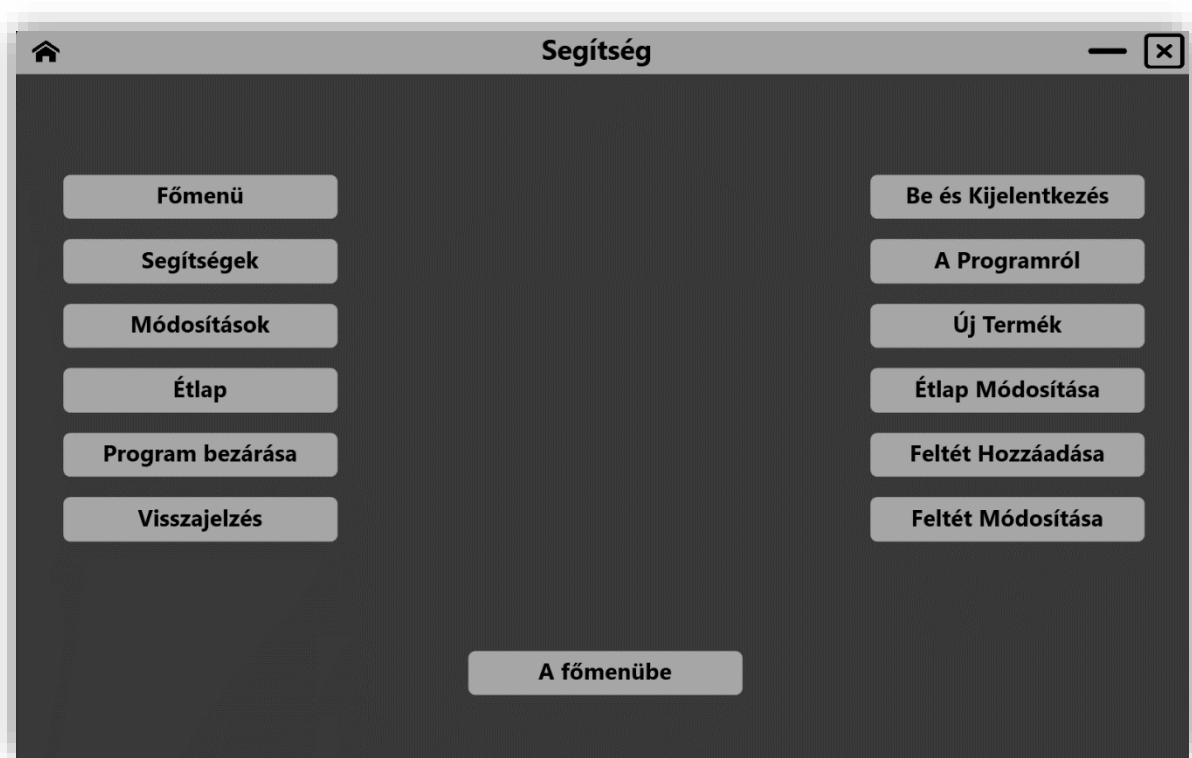 Segítség
Főmenü
Segítségek
Módosítások
Étlap
Program bezárása
Visszajelzés
Be és Kijelentkezés
A Programról
Új Termék
Étlap Módosítása
Feltét Hozzáadása
Feltét Módosítása
A főmenübe